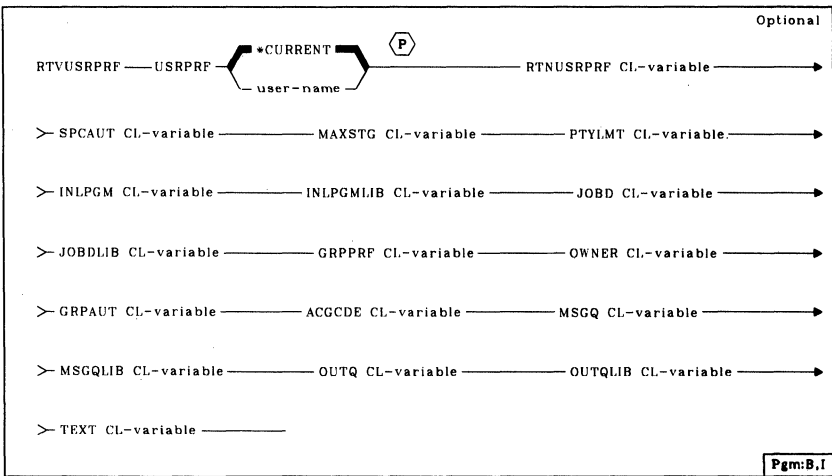 Optional
*CURRENT
P
RTVUSRPRF USRPRF RTNUSRPRF CL-variable
user-name
SPCAUT CL-variable MAXSTG CL-variable PTYLMT CL-variable
INLPGM CL-variable INLPGMLIB CL-variable JOBD CL-variable
JOBDLIB CL-variable GRPPRF CL-variable OWNER CL-variable
GRPAUT CL-variable ACGCDE CL-variable MSGQ CL-variable
MSGQLIB CL-variable OUTQ CL-variable OUTQLIB CL-variable
TEXT CL-variable
Pgm:B,I